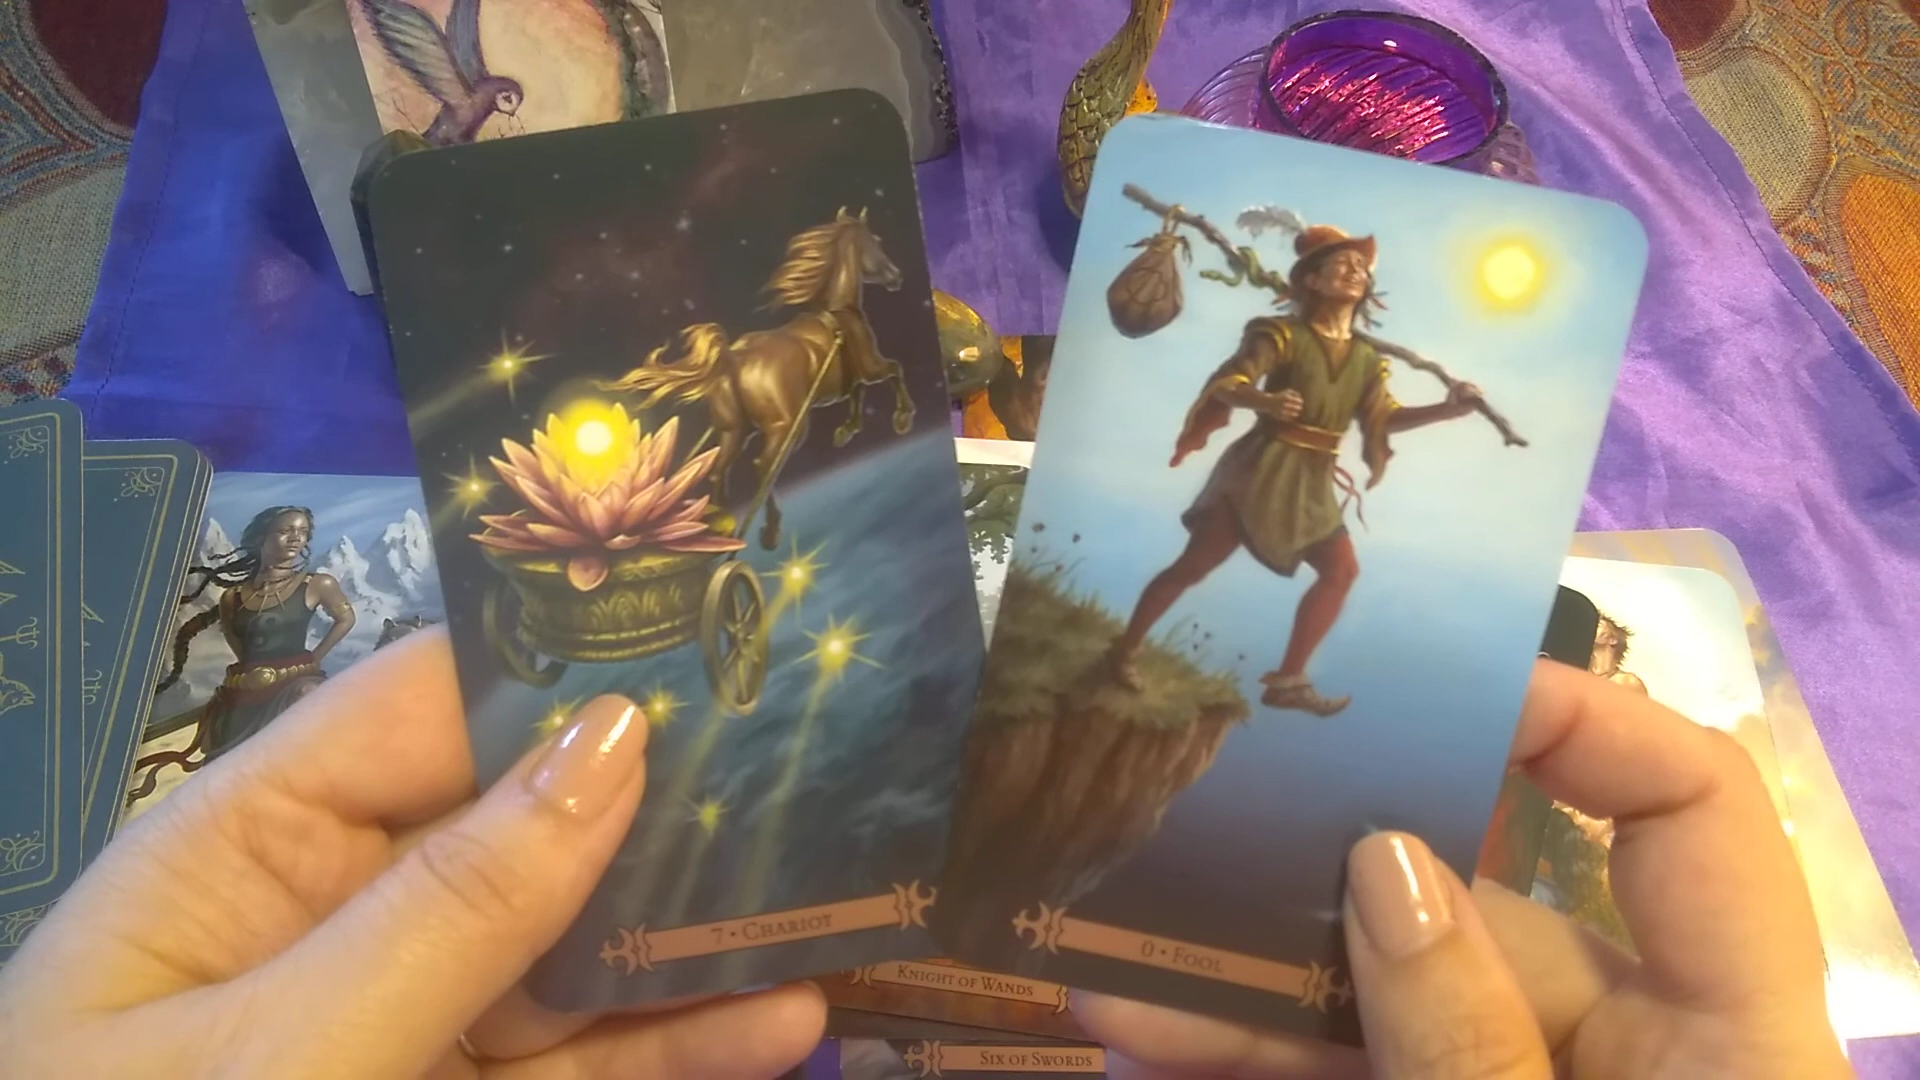 7 • CHARIOT
0 • FOOL
KNIGHT OF WANDS
SIX OF SWORDS